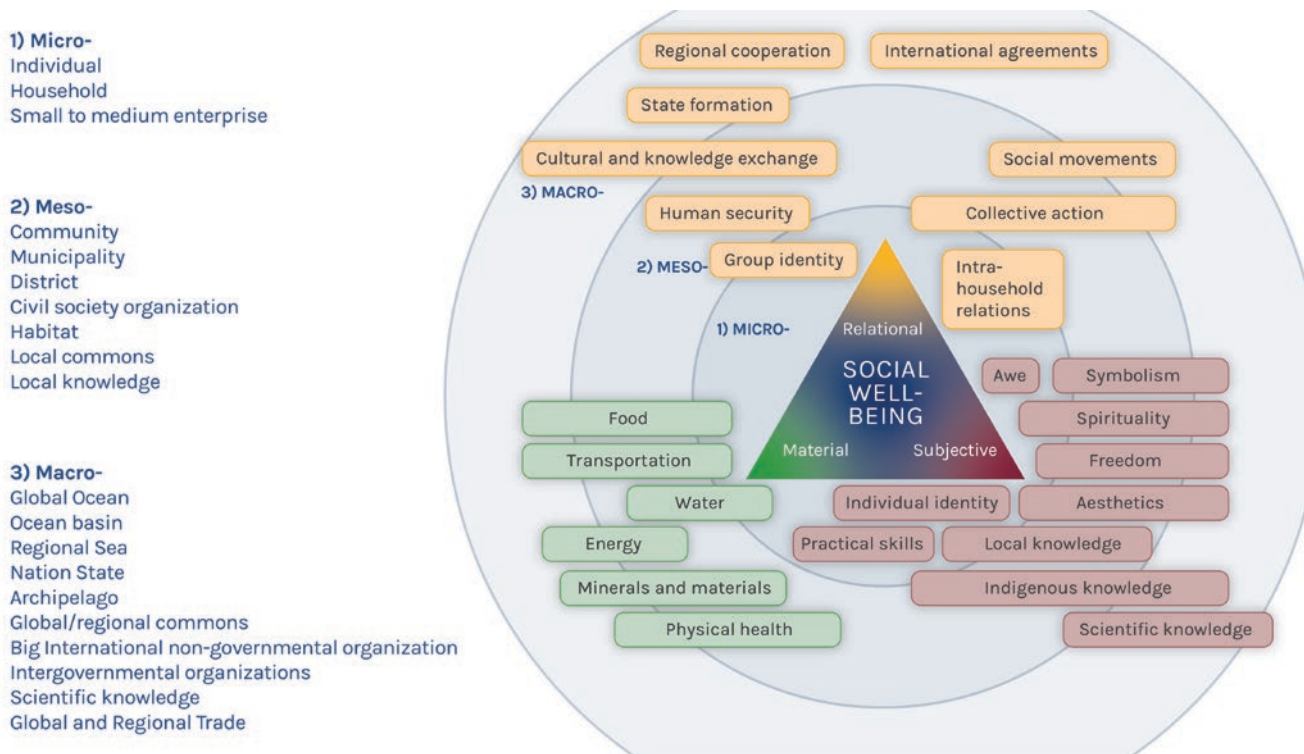 1) Micro-
Individual
Household
Small to medium enterprise
2) Meso-
Community
Municipality
District
Civil society organization
Habitat
Local commons
Local knowledge
3) Macro-
Global Ocean
Ocean basin
Regional Sea
Nation State
Archipelago
Global/regional commons
Big International non-governmental organization
Intergovernmental organizations
Scientific knowledge
Global and Regional Trade
Regional cooperation
International agreements
State formation
Cultural and knowledge exchange
Social movements
3) MACRO-
Human security
Collective action
2) MESO-
Group identity
Intra-
household
relations
1) MICRO-
Relational
SOCIAL
WELL-
BEING
Material
Subjective
Awe
Symbolism
Food
Spirituality
Transportation
Freedom
Water
Individual identity
Aesthetics
Energy
Practical skills
Local knowledge
Minerals and materials
Indigenous knowledge
Physical health
Scientific knowledge